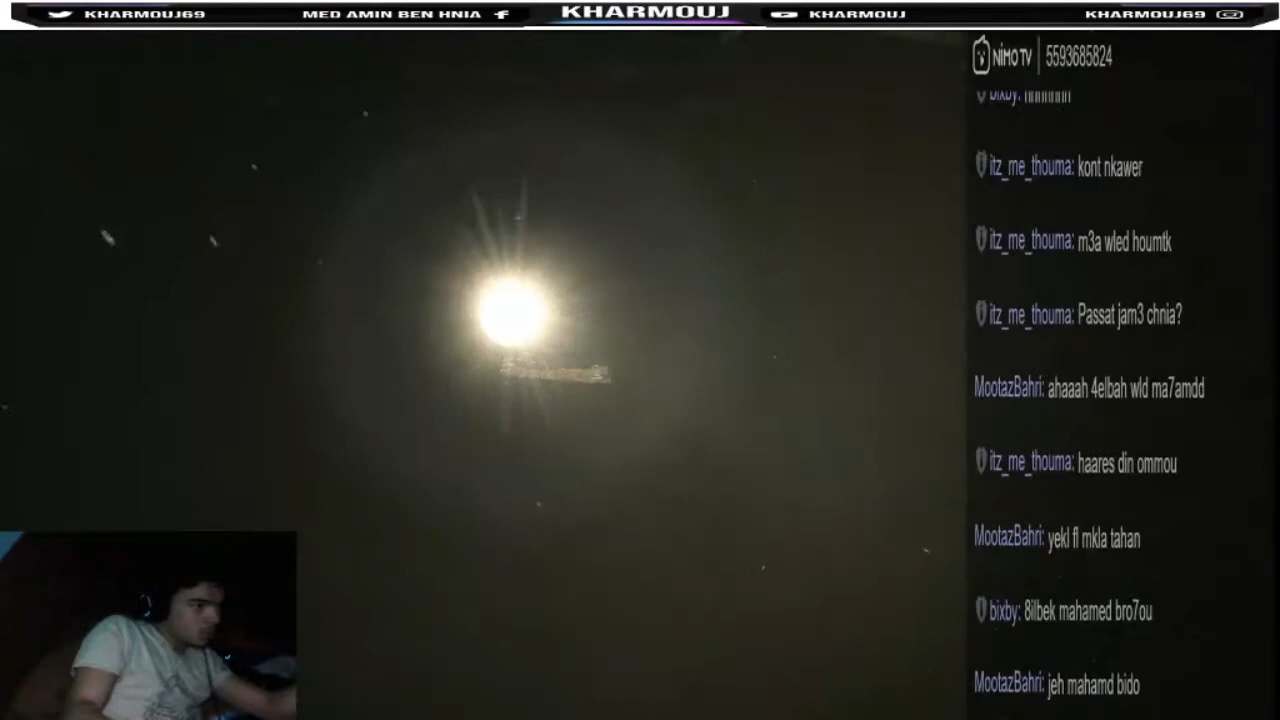 KHARMOUJ69
MED AMIN BEN HNIA
KHARMOUJ
KHARMOUJ
KHARMOUJ69
NIMO TV | 5593685824
bixby:
itz_me_thouma: kont nkawer
itz_me_thouma: m3a wled houmtk
itz_me_thouma: Passat jam3 chnia?
MootazBahri: ahaaah 4elbah wld ma7amdd
itz_me_thouma: haares din ommou
MootazBahri: yekl fl mkla tahan
bixby: 8ilbek mahamed bro7ou
MootazBahri: jeh mahamd bido